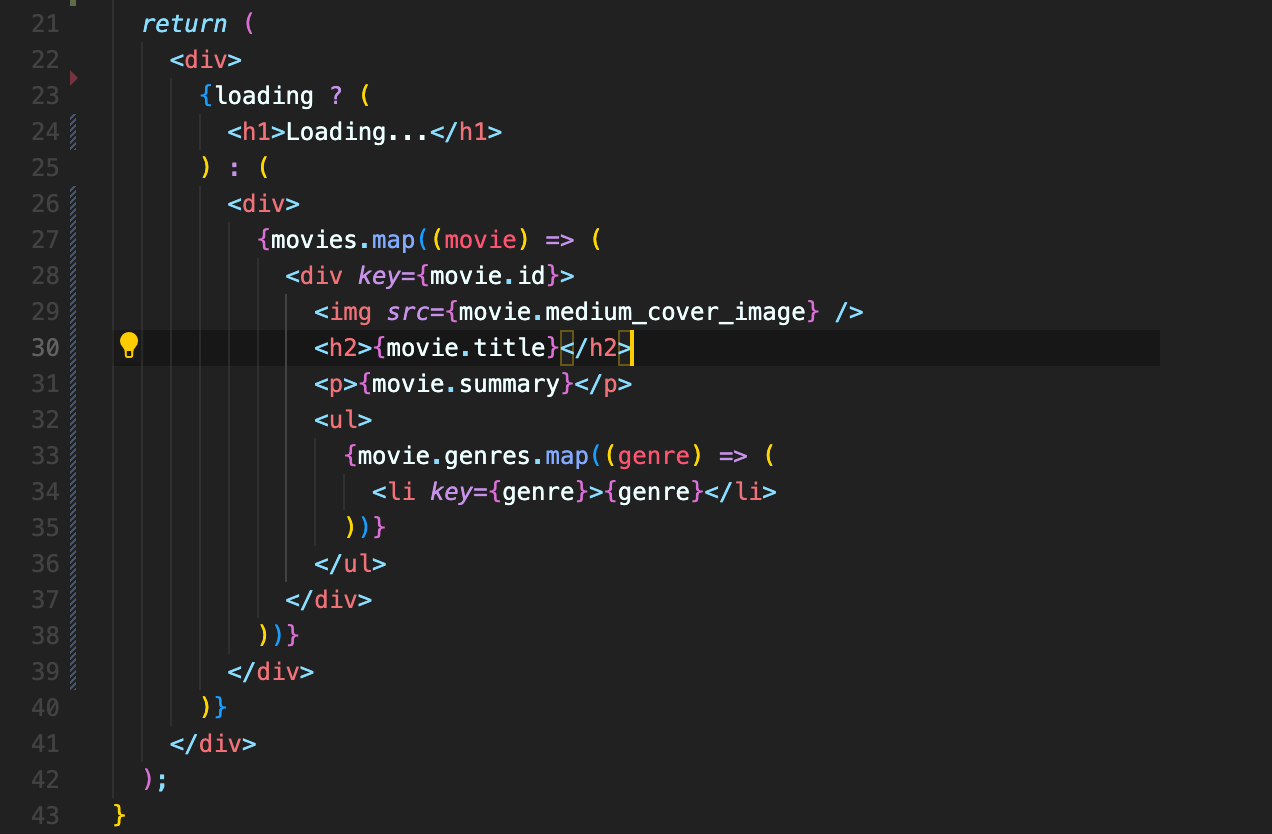 21 return (
22 <div>
23 {loading ? (
24 <h1>Loading...</h1>
25 ) : (
26 <div>
27 {movies.map((movie) => (
28 <div key={movie.id}>
29 <img src={movie.medium_cover_image} />
30 <h2>{movie.title}</h2>
31 <p>{movie.summary}</p>
32 <ul>
33 {movie.genres.map((genre) => (
34 <li key={genre}>{genre}</li>
35 ))}
36 </ul>
37 </div>
38 ))}
39 </div>
40 )}
41 </div>
42 );
43 }